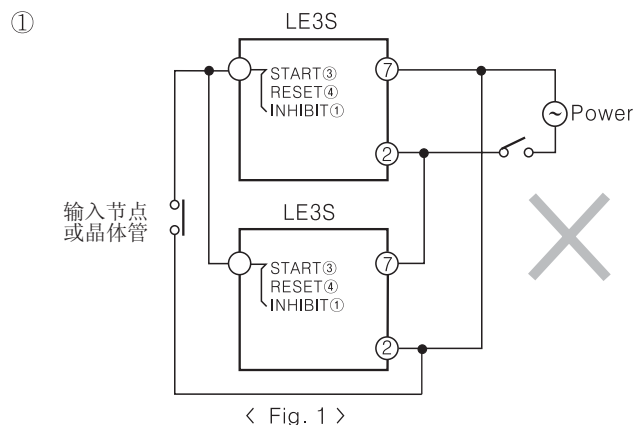 ①
LE3S
START③
RESET④
INHIBIT①
7
2
~
Power
输入节点
或晶体管
LE3S
START③
RESET④
INHIBIT①
7
2
< Fig. 1 >